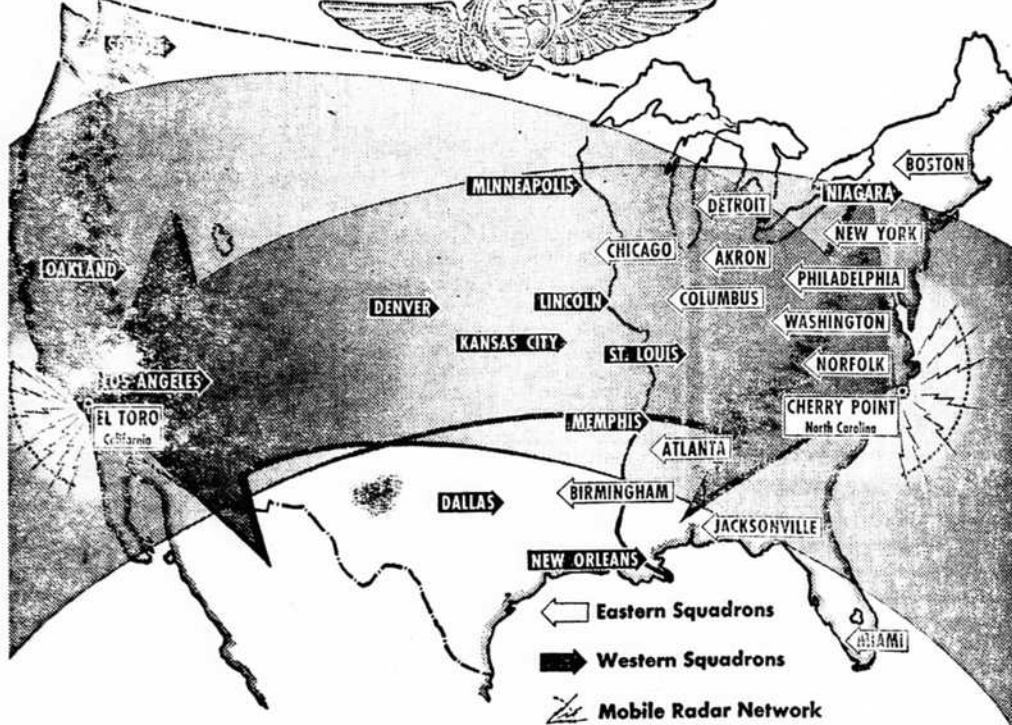 SEATTLE
BOSTON
MINNEAPOLIS
NIAGARA
DETROIT
NEW YORK
CHICAGO
AKRON
OAKLAND
PHILADELPHIA
DENVER
LINCOLN
COLUMBUS
WASHINGTON
KANSAS CITY
ST. LOUIS
NORFOLK
LOS ANGELES
EL TORO
California
CHERRY POINT
North Carolina
MEMPHIS
ATLANTA
DALLAS
BIRMINGHAM
JACKSONVILLE
NEW ORLEANS
Eastern Squadrons
MIAMI
Western Squadrons
Mobile Radar Network